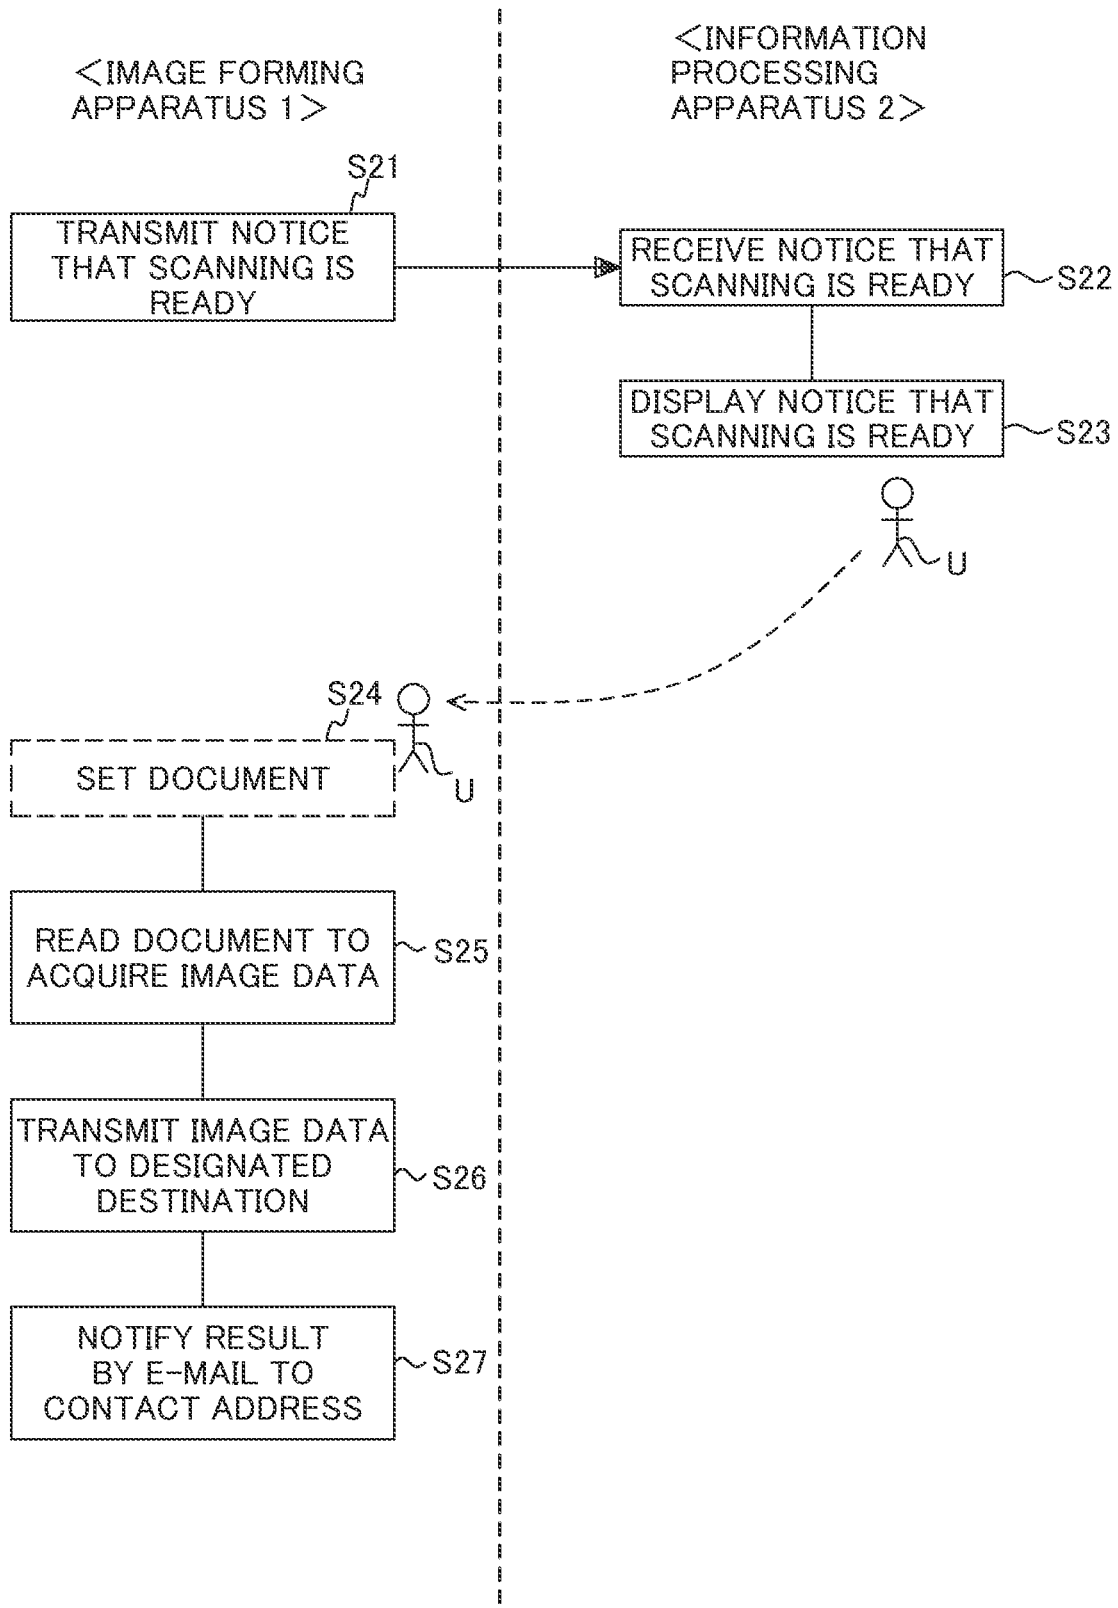 <IMAGE FORMING
APPARATUS 1>
<INFORMATION
PROCESSING
APPARATUS 2>
S21
TRANSMIT NOTICE
THAT SCANNING IS
READY
RECEIVE NOTICE THAT
SCANNING IS READY
S22
DISPLAY NOTICE THAT
SCANNING IS READY
S23
U
S24
SET DOCUMENT
U
READ DOCUMENT TO
ACQUIRE IMAGE DATA
S25
TRANSMIT IMAGE DATA
TO DESIGNATED
DESTINATION
S26
NOTIFY RESULT
BY E-MAIL TO
CONTACT ADDRESS
S27